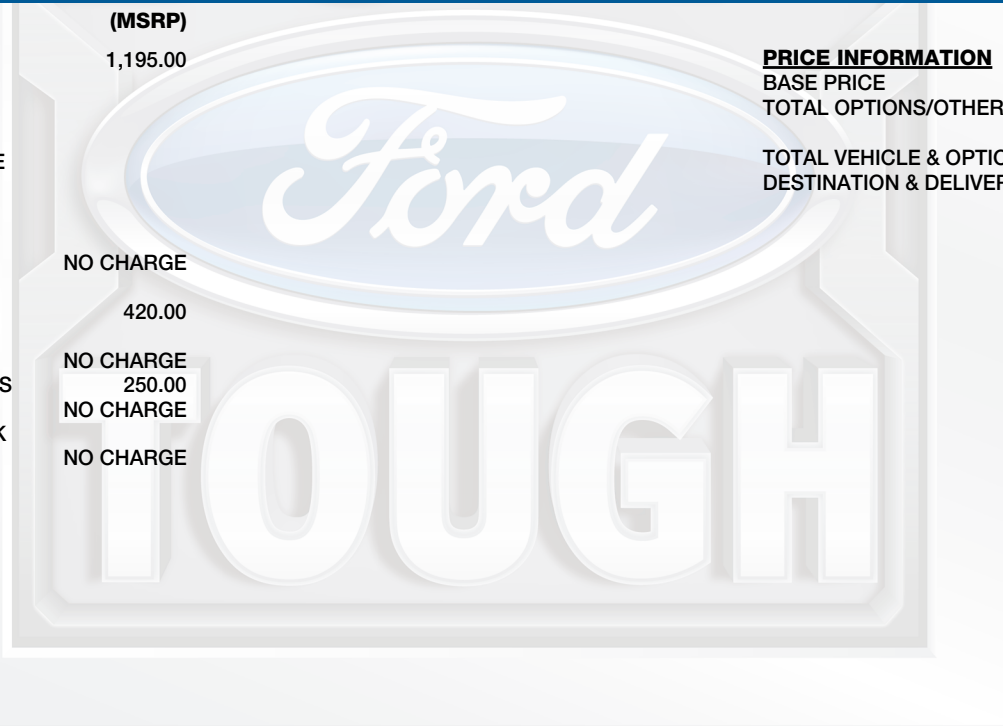 (MSRP)
1,195.00
E
NO CHARGE
420.00
NO CHARGE
S 250.00
NO CHARGE
K
NO CHARGE
PRICE INFORMATION
BASE PRICE
TOTAL OPTIONS/OTHER
TOTAL VEHICLE & OPTIO
DESTINATION & DELIVER
Ford
TOUGH